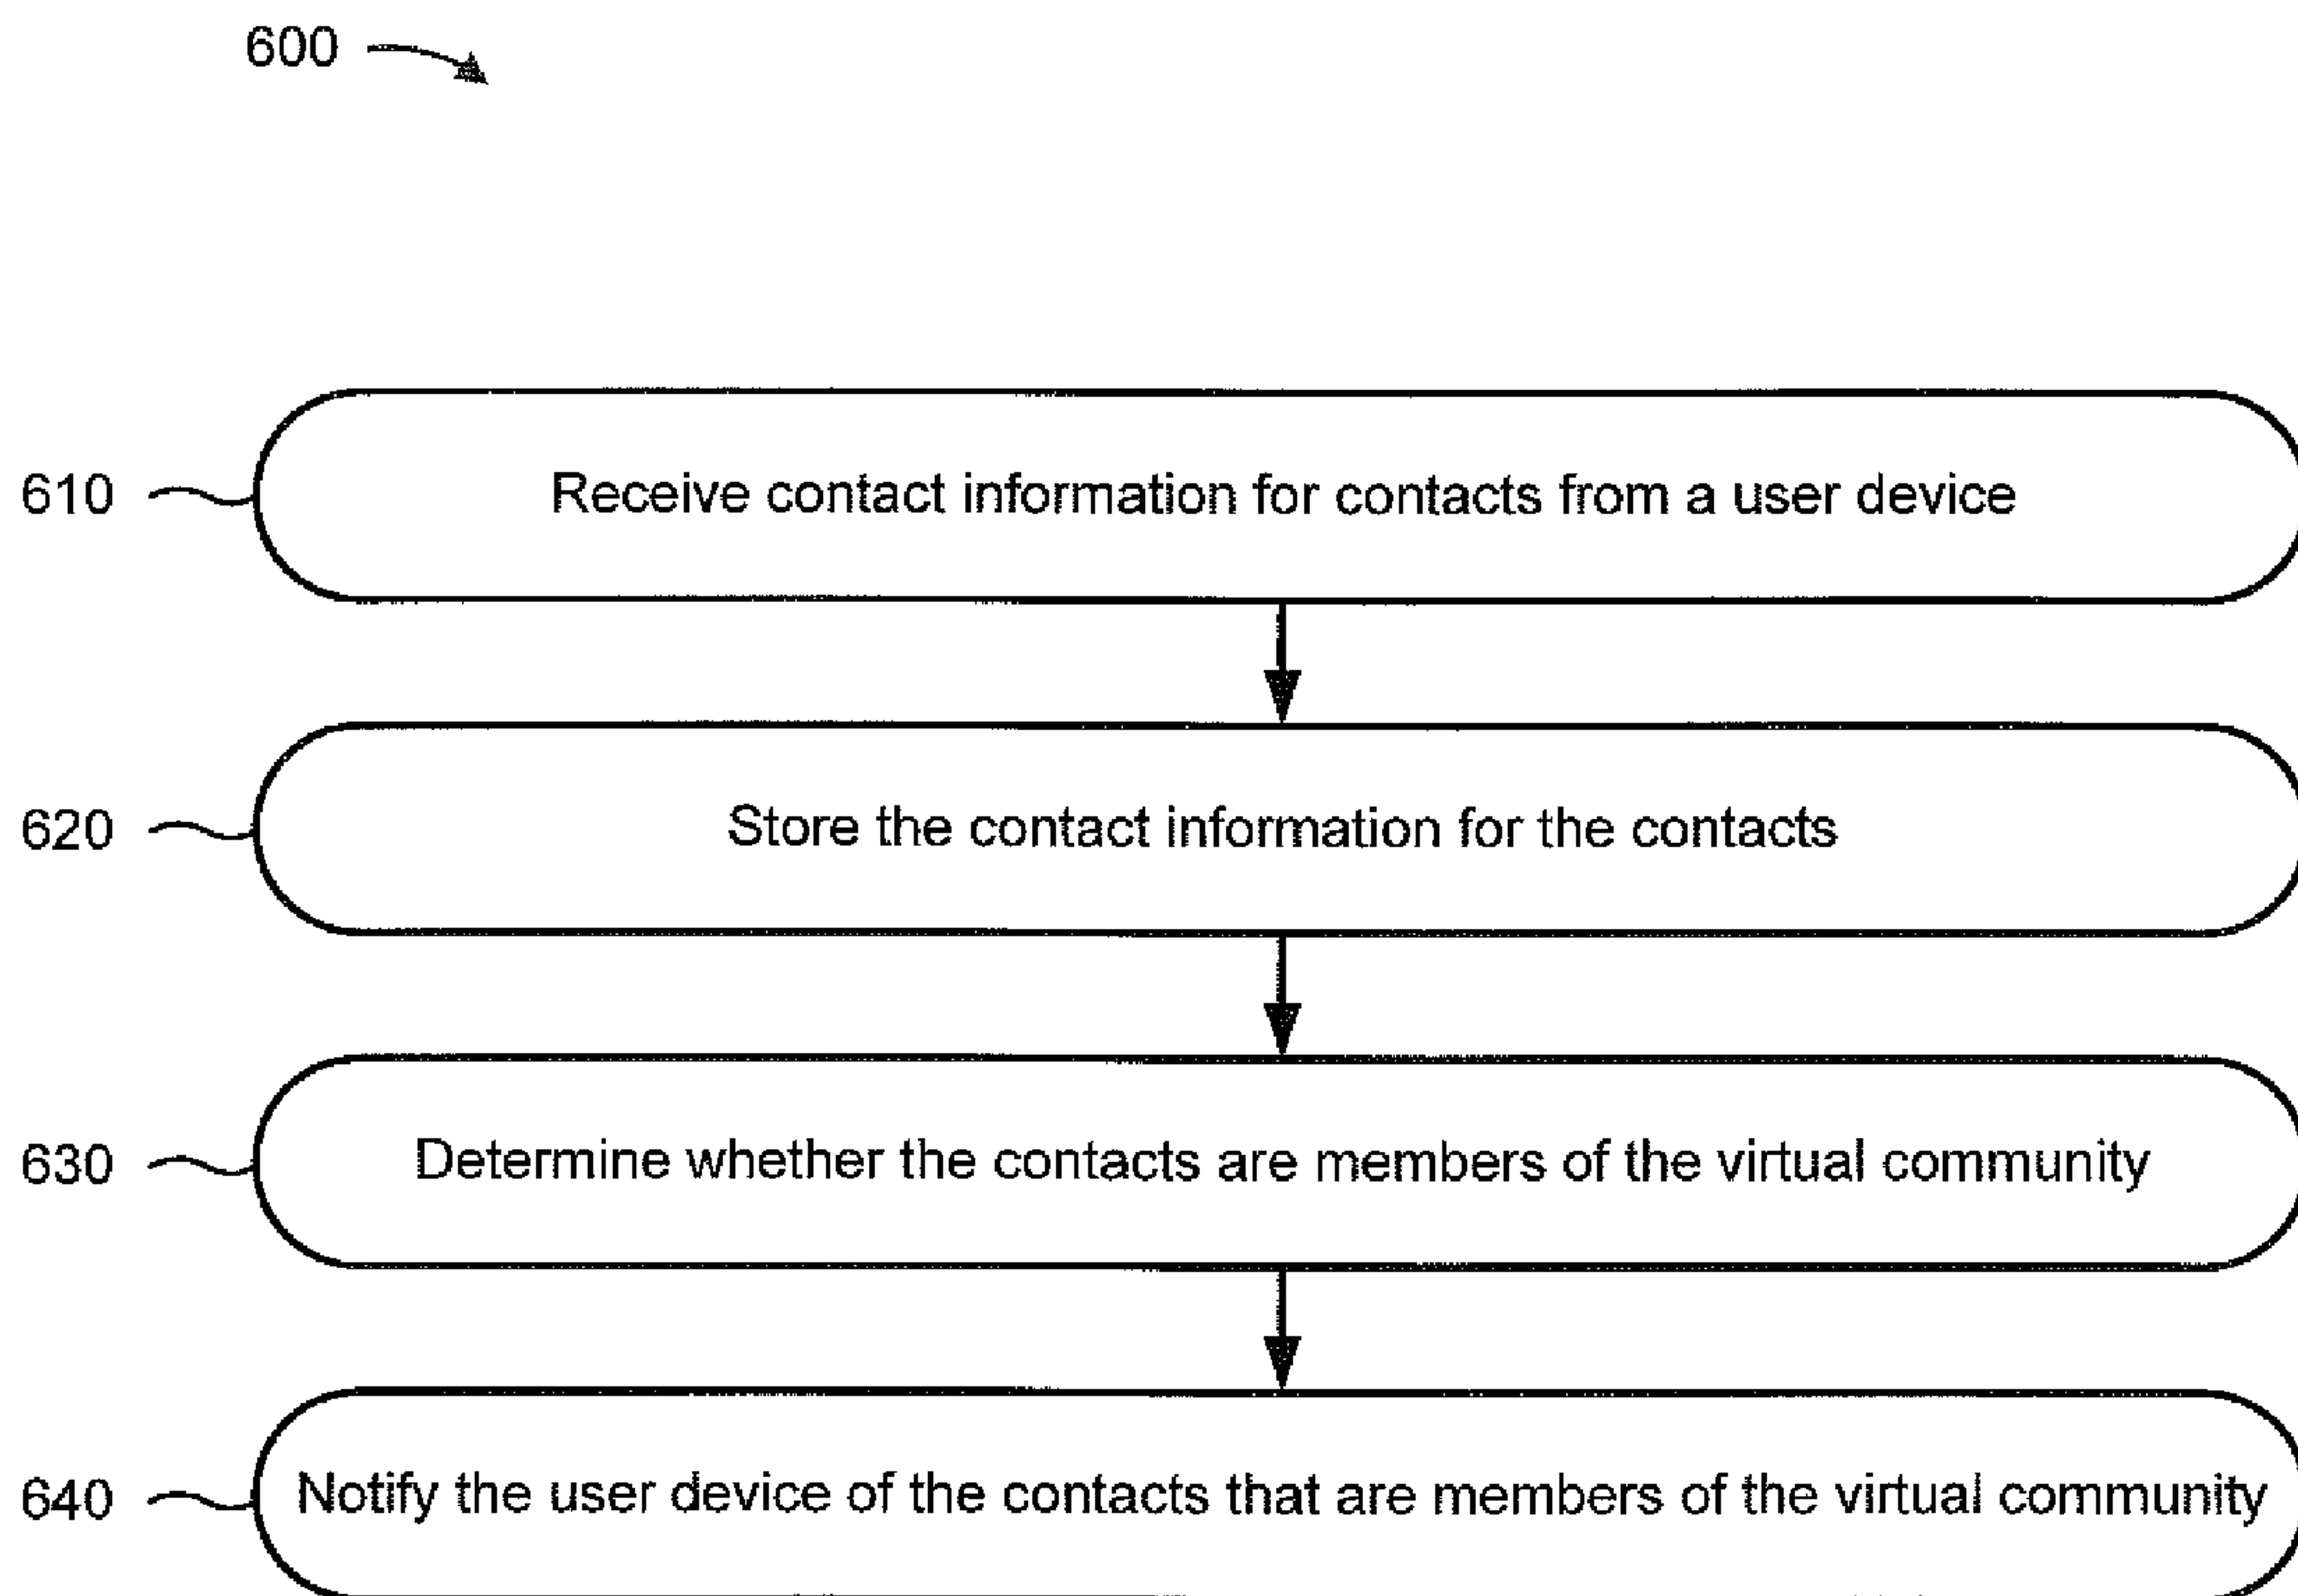 600
610 Receive contact information for contacts from a user device
620 Store the contact information for the contacts
630 Determine whether the contacts are members of the virtual community
640 Notify the user device of the contacts that are members of the virtual community